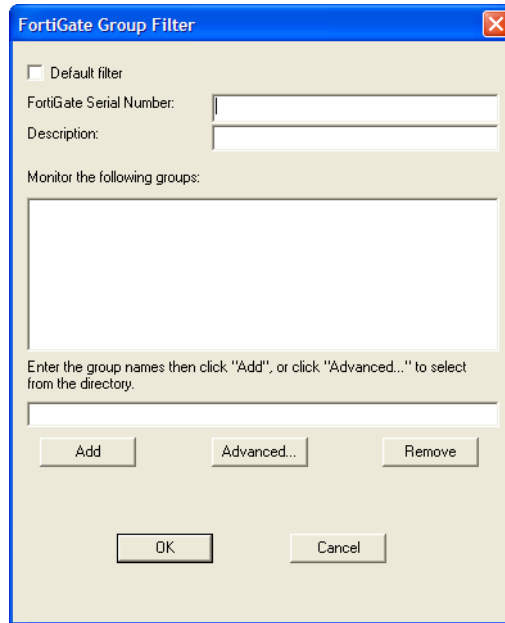 FortiGate Group Filter
Default filter
FortiGate Serial Number:
Description:
Monitor the following groups:
Enter the group names then click "Add", or click "Advanced..." to select
from the directory.
Add Advanced... Remove
OK Cancel